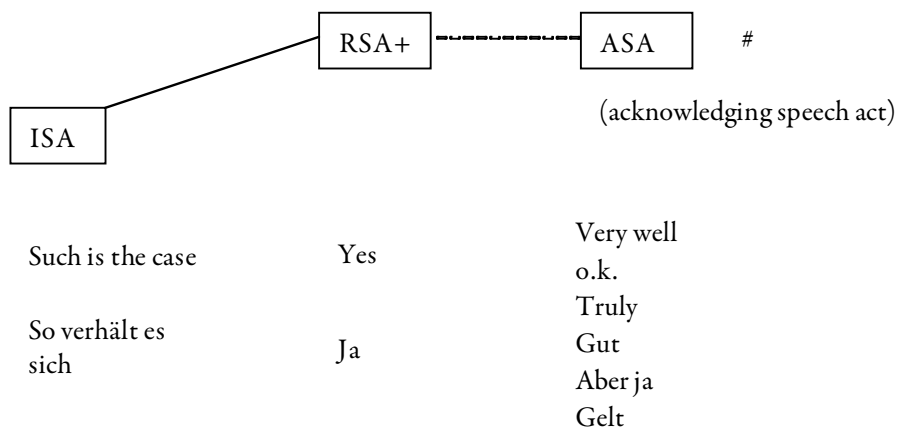 RSA+
ASA
#
ISA
(acknowledging speech act)
Such is the case
Yes
Very well
o.k.
Truly
So verhält es
sich
Ja
Gut
Aber ja
Gelt